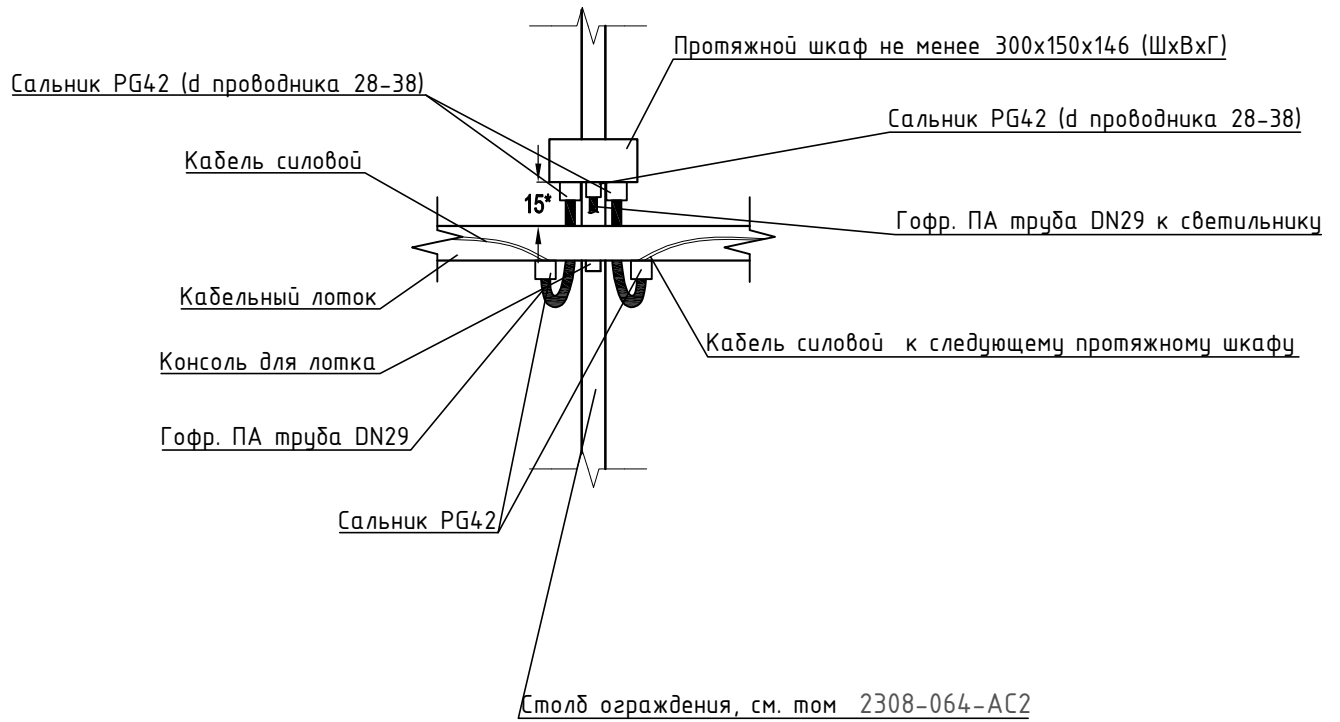 Протяжной шкаф не менее 300x150x146 (ШxВxГ)
Сальник PG42 (d проводника 28-38)
Сальник PG42 (d проводника 28-38)
Кабель силовой
15*
Гофр. ПА труба DN29 к светильнику
Кабельный лоток
Кабель силовой к следующему протяжному шкафу
Консоль для лотка
Гофр. ПА труба DN29
Сальник PG42
Столб ограждения, см. том 2308-064-АС2